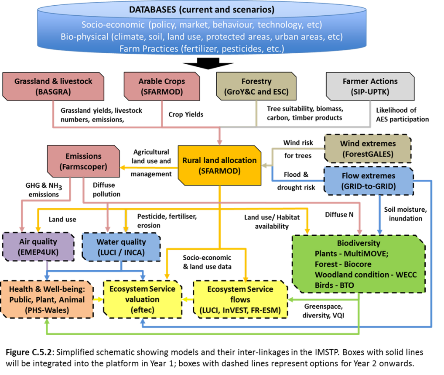 DATABASES (current and scenarios)
Socio-economic (policy, market, behaviour, technology, etc)
Bio-physical (climate, soil, land use, protected areas, urban areas, etc)
Farm Practices (fertilizer, pesticides, etc.)
Grassland & livestock
(BASGRA)
Arable Crops
(SFARMOD)
Forestry
(GroY&C and ESC)
Farmer Actions
(SIP-UPTK)
Grassland yields, livestock
numbers, emissions,
Crop Yields
Tree suitability, biomass,
carbon, timber products
Likelihood of
AES participation
Emissions
(Farmscoper)
Agricultural
land use and
management
Rural land allocation
(SFARMOD)
Wind risk
for trees
Wind extremes
(ForestGALES)
Flood &
drought risk
Flow extremes
(GRID-to-GRID)
GHG & NH3
emissions
Diffuse
pollution
Land use
Pesticide, fertiliser,
erosion
Land use/ Habitat
availability
Diffuse N
Soil moisture,
inundation
Air quality
(EMEP4UK)
Water quality
(LUCI / INCA)
Socio-economic
& land use data
Biodiversity
Plants - MultiMOVE;
Forest - Biocore
Woodland condition - WECC
Birds - BTO
Health & Well-being:
Public, Plant, Animal
(PHS-Wales)
Ecosystem Service
valuation
(eftec)
Ecosystem Service
flows
(LUCI, InVEST, FR-ESM)
Greenspace,
diversity, VQI
Figure C.5.2: Simplified schematic showing models and their inter-linkages in the IMSTP. Boxes with solid lines
will be integrated into the platform in Year 1; boxes with dashed lines represent options for Year 2 onwards.